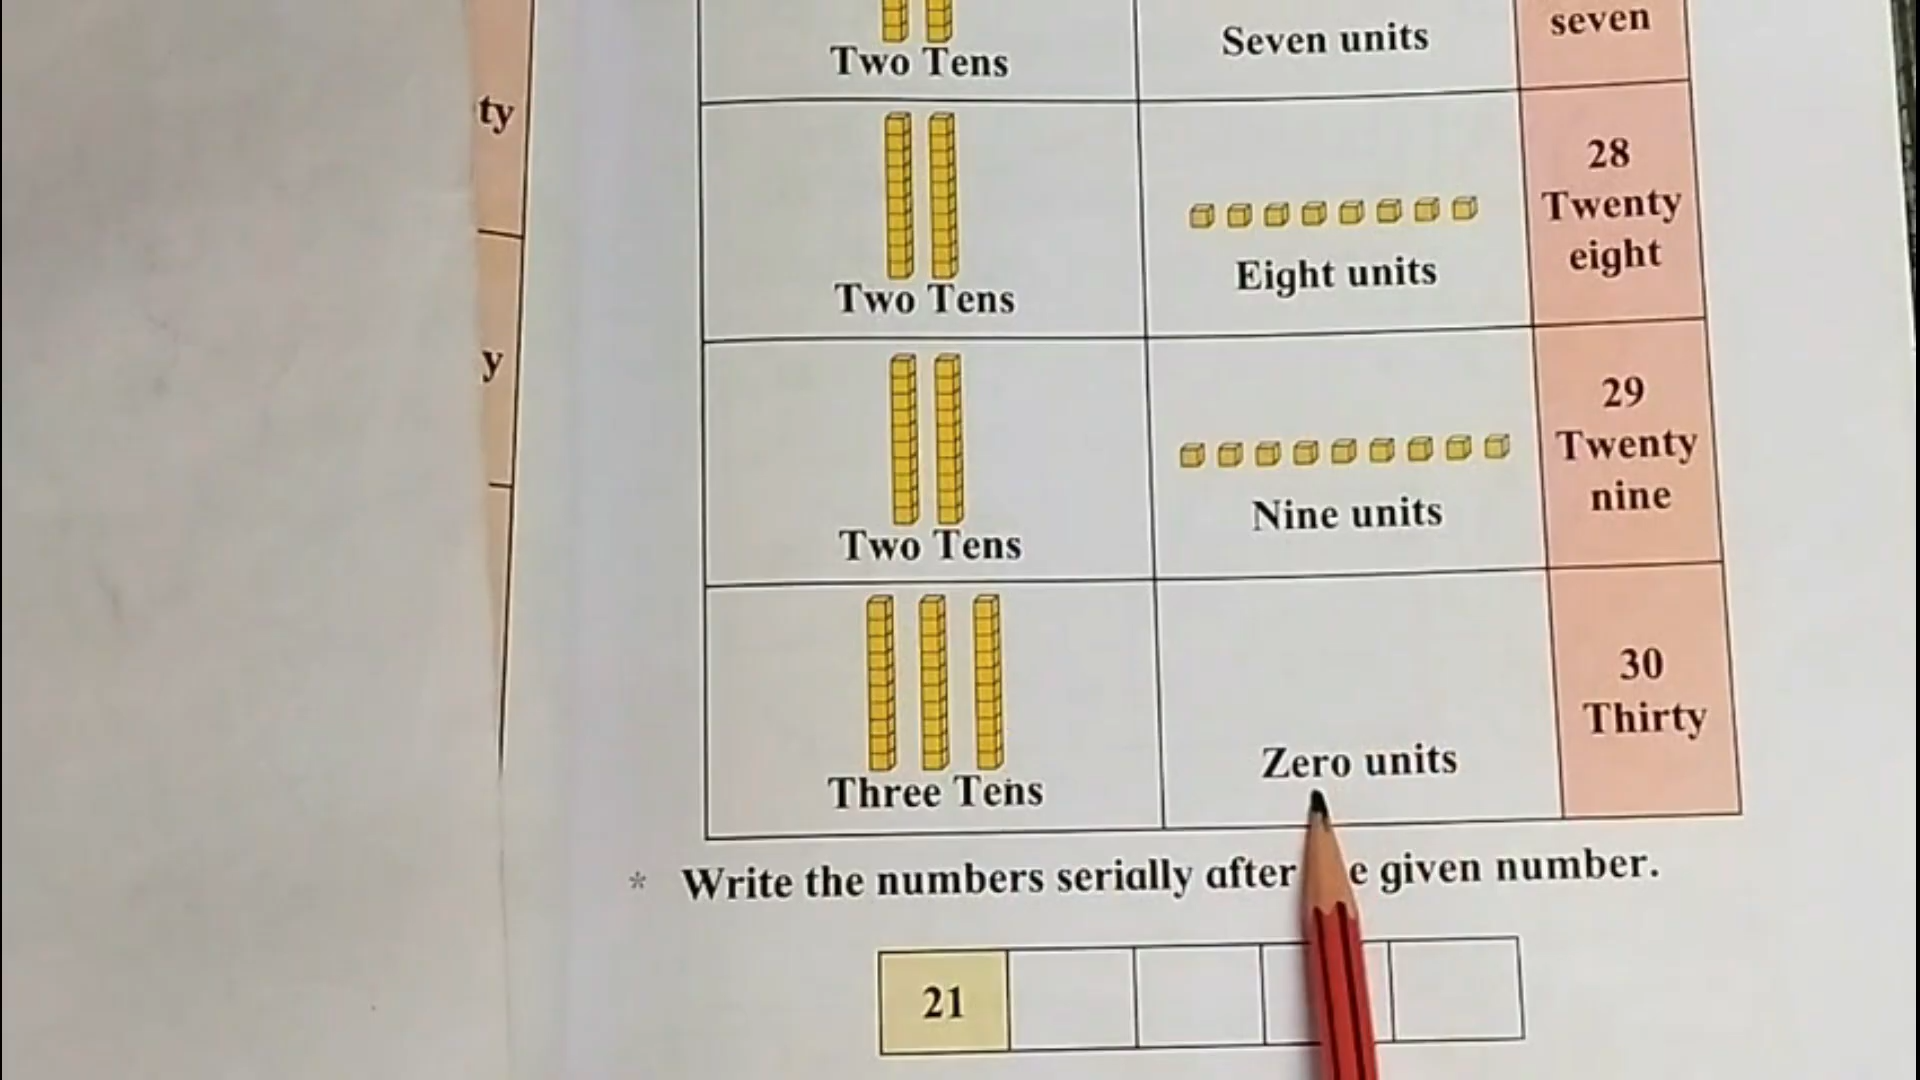 ty
y
Two Tens
Seven units
seven
Two Tens
Eight units
28
Twenty
eight
Two Tens
Nine units
29
Twenty
nine
Three Tens
Zero units
30
Thirty
* Write the numbers serially after e given number.
21